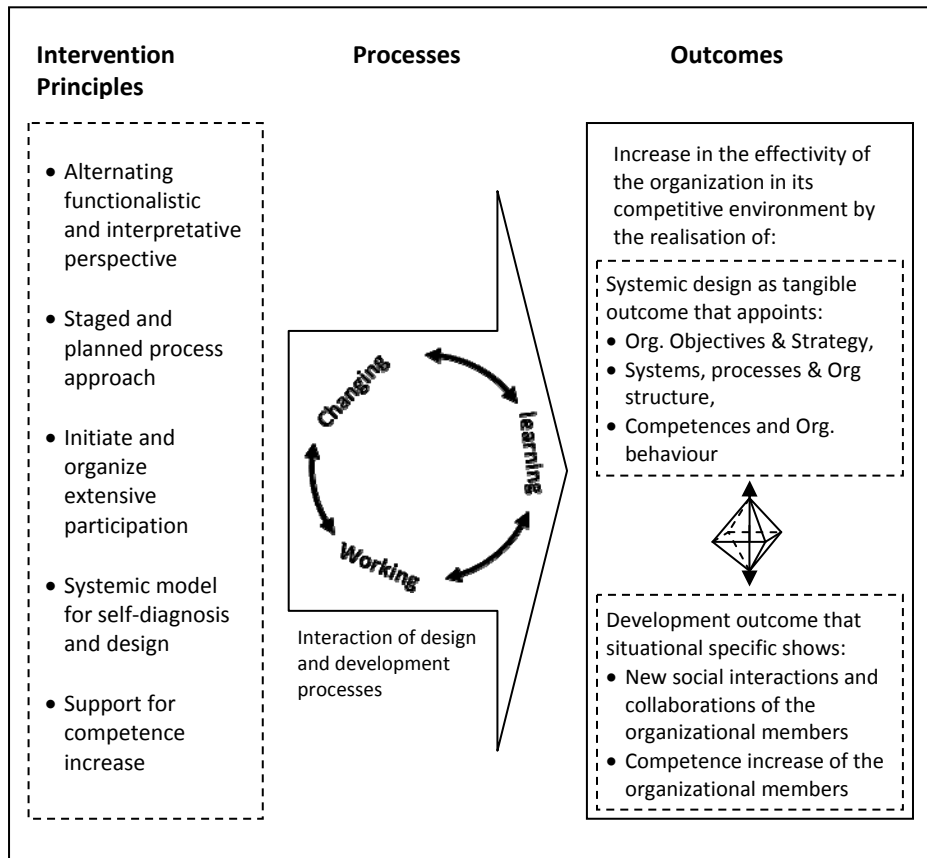 Intervention
Principles
• Alternating
functionalistic
and interpretative
perspective
• Staged and
planned process
approach
• Initiate and
organize
extensive
participation
• Systemic model
for self-diagnosis
and design
• Support for
competence
increase
Processes
Changing
learning
Working
Interaction of design
and development
processes
Outcomes
Increase in the effectivity of
the organization in its
competitive environment by
the realisation of:
Systemic design as tangible
outcome that appoints:
• Org. Objectives & Strategy,
• Systems, processes & Org
structure,
• Competences and Org.
behaviour
Development outcome that
situational specific shows:
• New social interactions and
collaborations of the
organizational members
• Competence increase of the
organizational members